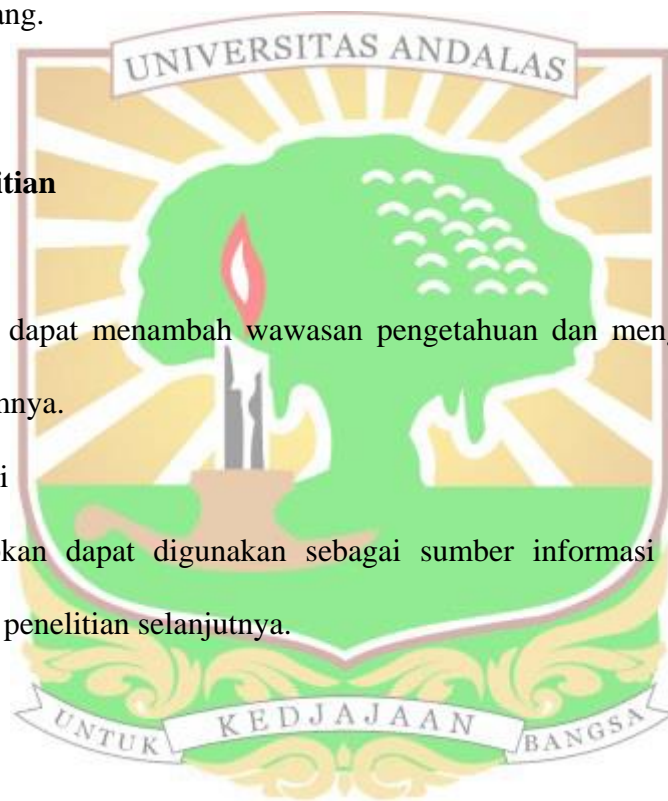 ang.
UNIVERSITAS ANDALAS
itian
dapat menambah wawasan pengetahuan dan meng
nnya.
i
kan dapat digunakan sebagai sumber informasi
penelitian selanjutnya.
UNTUK KEDJAJAAN BANGSA